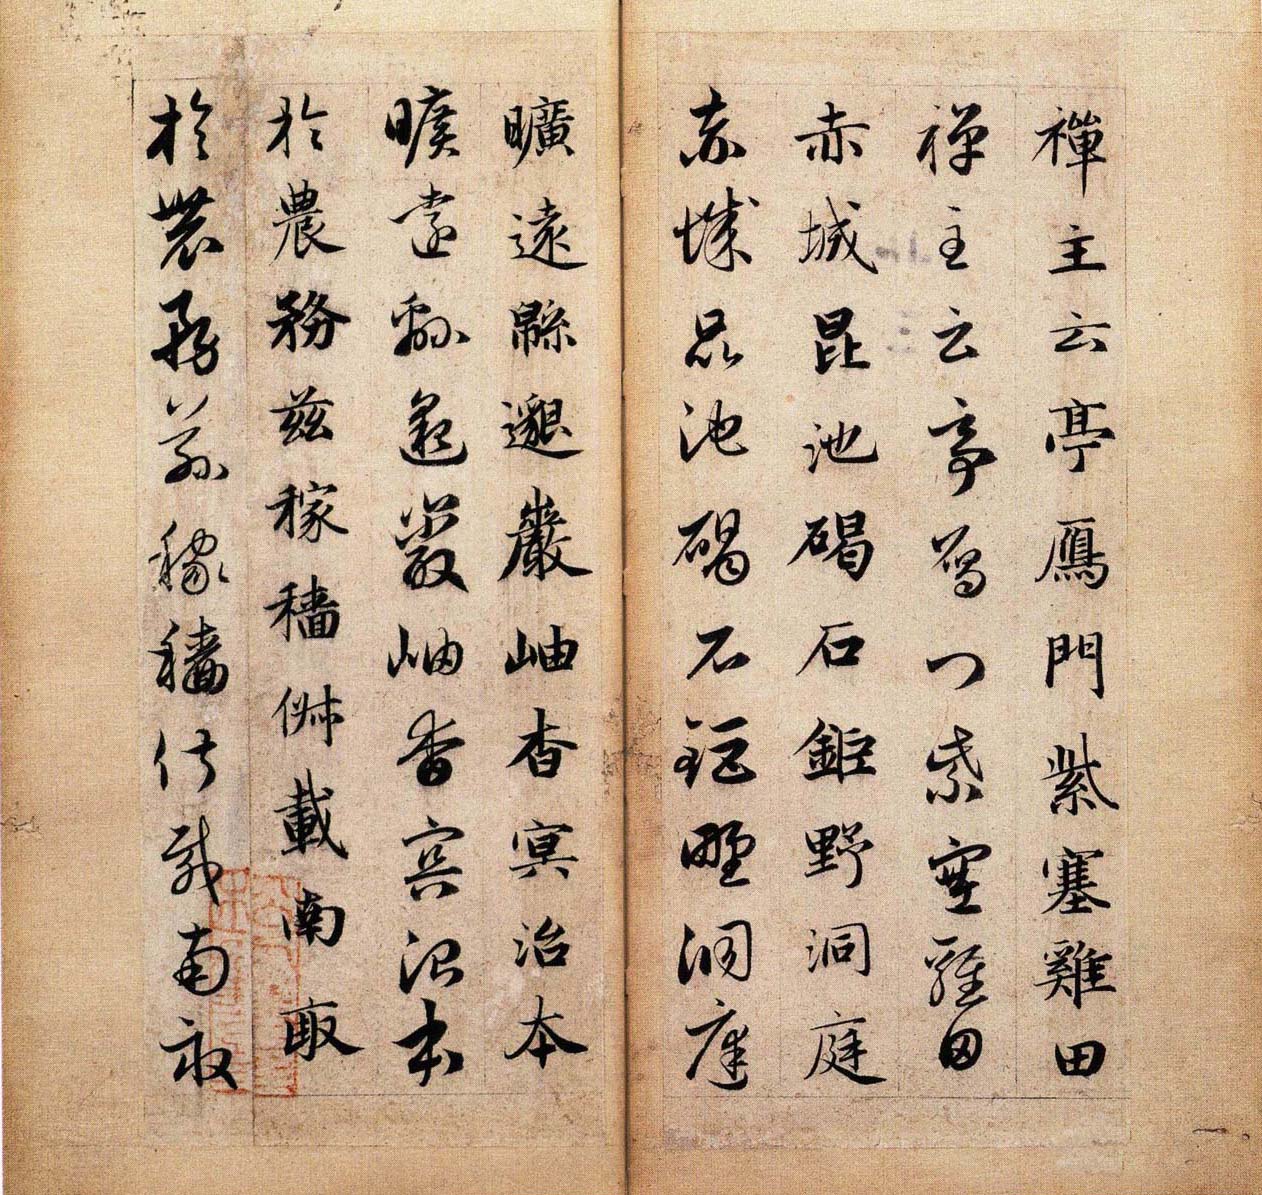 禪主云亭鴈門紫塞雞田
禅主云亭鴈门紫塞雞田
赤城昆池碣石鉅野洞庭
赤城昆池碣石鉅野洞庭
曠遠緜邈巖岫杳冥治本
曠遠緜邈巖岫杳冥治本
於農務兹稼穡俶載南畝
於農務兹稼穡俶載南畝